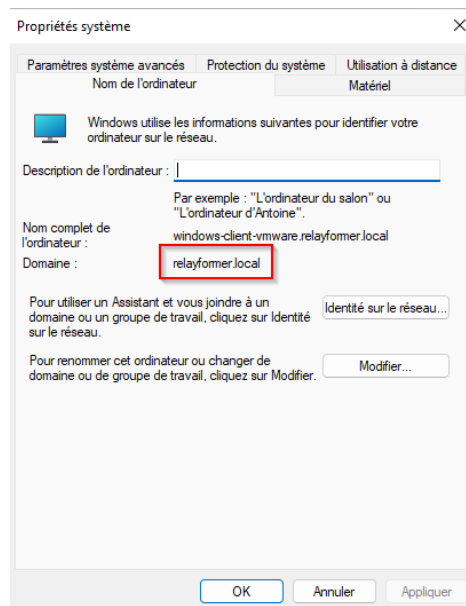 Propriétés système
Paramètres système avancés Protection du système Utilisation à distance
Nom de l'ordinateur Matériel
Windows utilise les informations suivantes pour identifier votre
ordinateur sur le réseau.
Description de l'ordinateur :
Par exemple : "L'ordinateur du salon" ou
"L'ordinateur d'Antoine".
Nom complet de
l'ordinateur :
windows-client-vmware.relayformer.local
Domaine : relayformer.local
Pour utiliser un Assistant et vous joindre à un
domaine ou un groupe de travail, cliquez sur Identité
sur le réseau.
Identité sur le réseau...
Pour renommer cet ordinateur ou changer de
domaine ou de groupe de travail, cliquez sur Modifier.
Modifier...
OK Annuler Appliquer